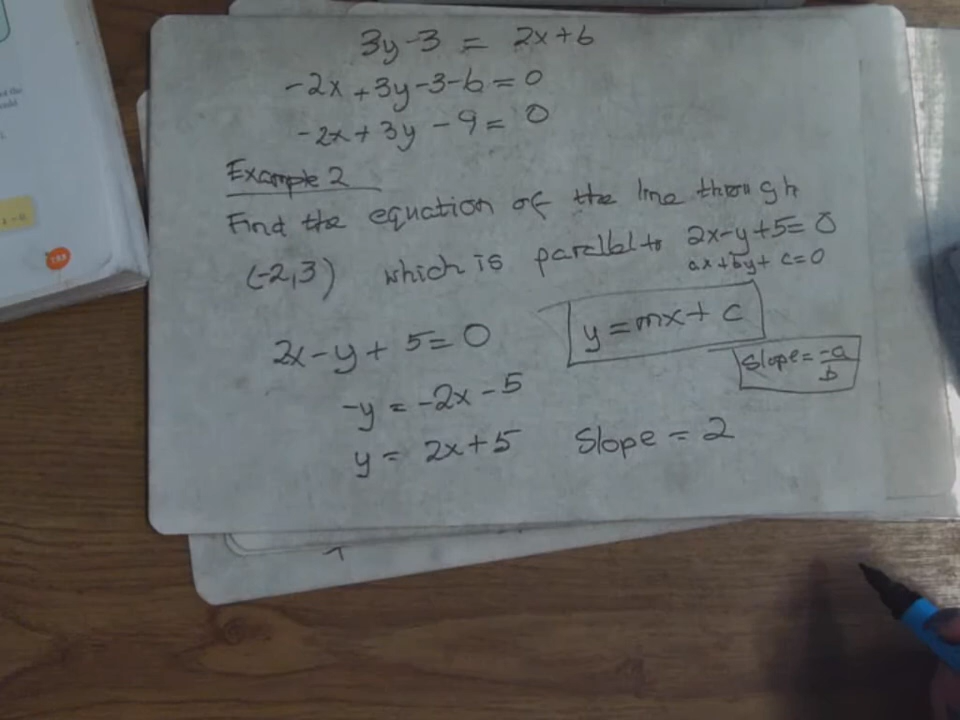 3y-3 = 2x+6
-2x+3y-3-6=0
-2x+3y-9=0
Example 2
Find the equation of the line through
(-2,3) which is parallel to 2x-y+5=0
ax+by+c=0
2x-y+5=0
y=mx+c
Slope=-a/b
-y=-2x-5
y=2x+5 Slope=2